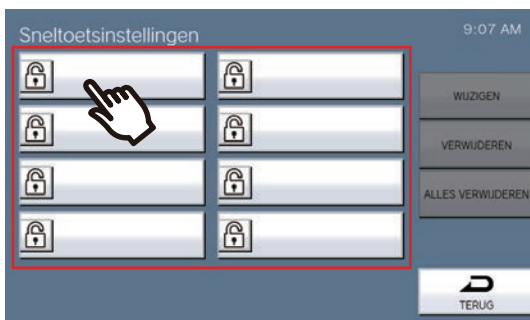 Sneltoetsinstellingen
9:07 AM
WIJZIGEN
VERWIJDEREN
ALLES VERWIJDEREN
TERUG